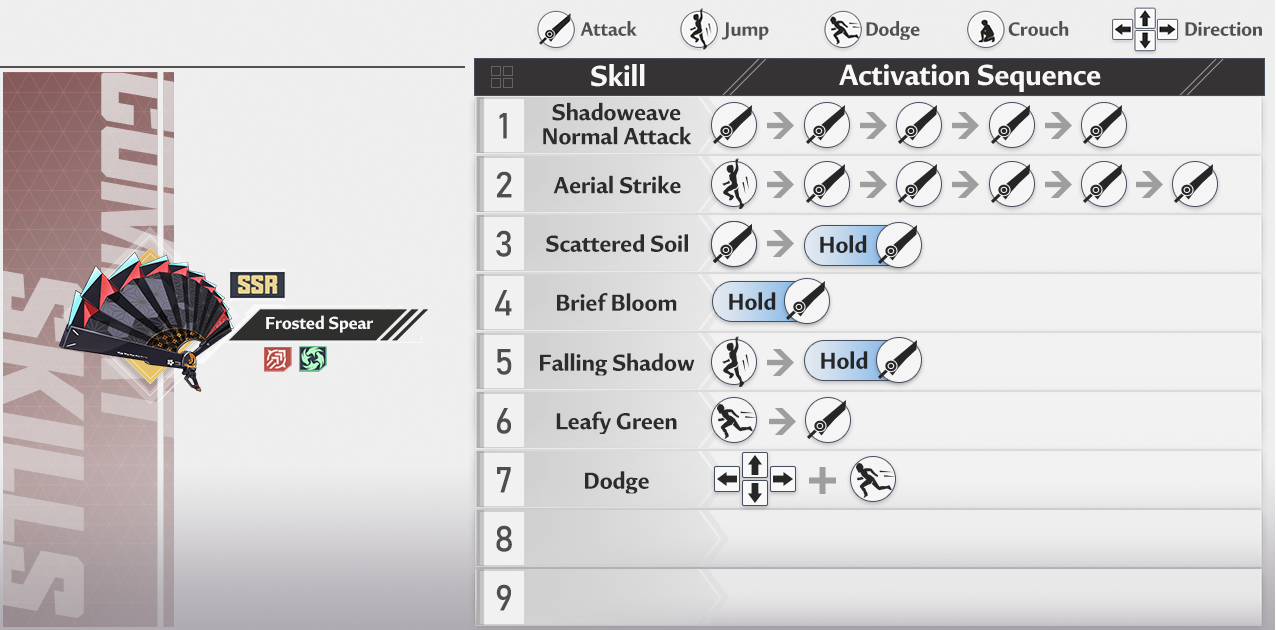 Attack
Jump
Dodge
Crouch
Direction
Skill
Activation Sequence
1
Shadoweave
Normal Attack
2
Aerial Strike
3
Scattered Soil
Hold
4
Brief Bloom
Hold
5
Falling Shadow
Hold
6
Leafy Green
7
Dodge
8
9
SSR
Frosted Spear
SKILLS